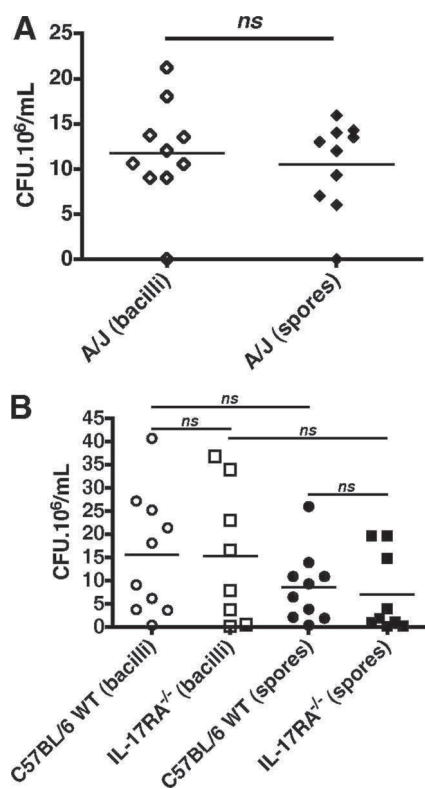 A
ns
25
20
15
10
5
0
CFU.10⁶/mL
A/J (bacilli)
A/J (spores)
B
ns
ns
ns
ns
45
40
35
30
25
20
15
10
5
0
CFU.10⁶/mL
C57BL/6 WT (bacilli)
IL-17RA⁻/⁻ (bacilli)
C57BL/6 WT (spores)
IL-17RA⁻/⁻ (spores)